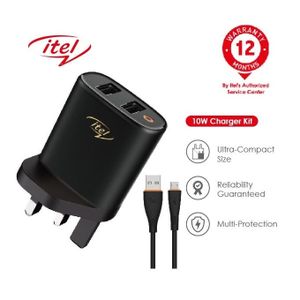 itel
WARRANTY
12
MONTHS
By Refs Authorized
Service Center
10W Charger Kit
itel
Ultra-Compact
Size
Reliability
Guaranteed
Multi-Protection